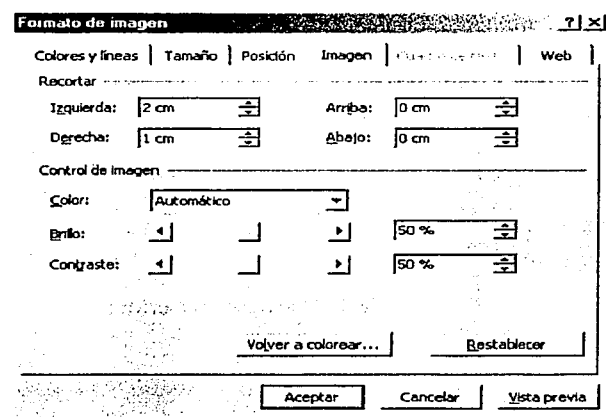 Formato de imagen ? ×
Colores y líneas Tamaño Posición Imagen Web
Recortar
Izquierda: 2 cm Arriba: 0 cm
Derecha: 1 cm Abajo: 0 cm
Control de imagen
Color: Automático
Brillo: 50 %
Contraste: 50 %
Volver a colorear... Restablecer
Aceptar Cancelar Vista previa